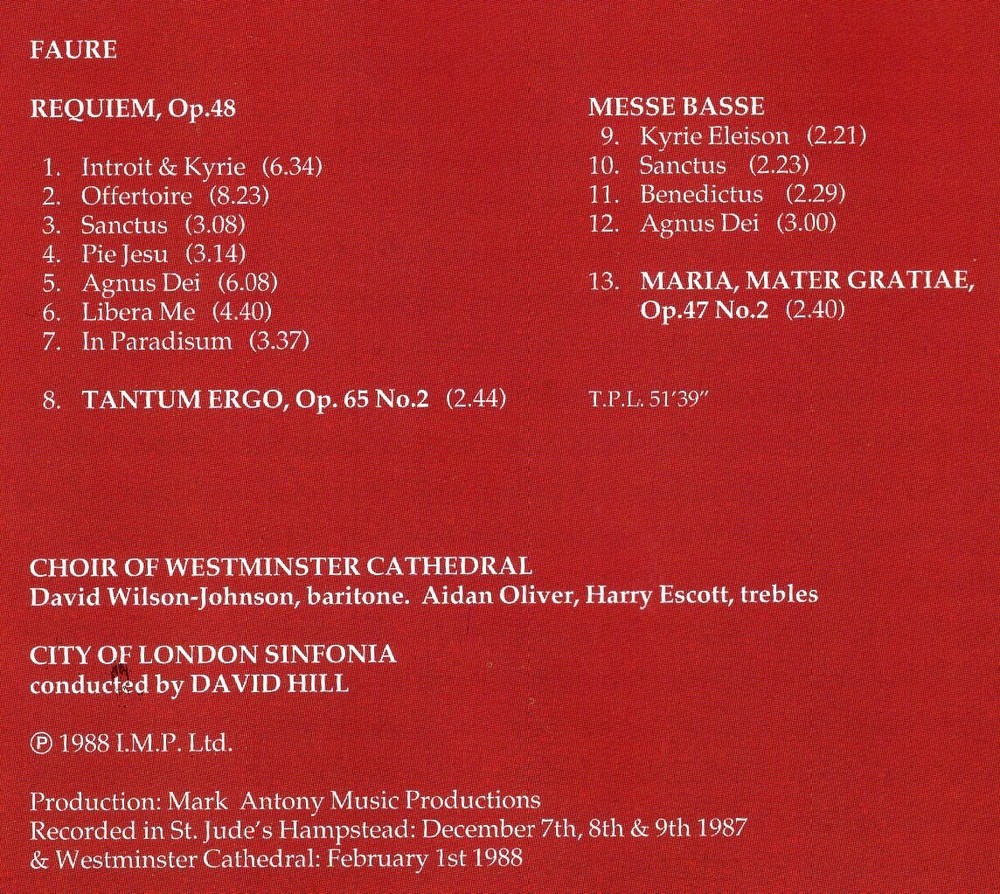 FAURE
REQUIEM, Op.48
1. Introit & Kyrie (6.34)
2. Offertoire (8.23)
3. Sanctus (3.08)
4. Pie Jesu (3.14)
5. Agnus Dei (6.08)
6. Libera Me (4.40)
7. In Paradisum (3.37)
8. TANTUM ERGO, Op. 65 No.2 (2.44)
MESSE BASSE
9. Kyrie Eleison (2.21)
10. Sanctus (2.23)
11. Benedictus (2.29)
12. Agnus Dei (3.00)
13. MARIA, MATER GRATIAE,
Op.47 No.2 (2.40)
T.P.L. 51'39"
CHOIR OF WESTMINSTER CATHEDRAL
David Wilson-Johnson, baritone. Aidan Oliver, Harry Escott, trebles
CITY OF LONDON SINFONIA
conducted by DAVID HILL
℗ 1988 I.M.P. Ltd.
Production: Mark Antony Music Productions
Recorded in St. Jude's Hampstead: December 7th, 8th & 9th 1987
& Westminster Cathedral: February 1st 1988